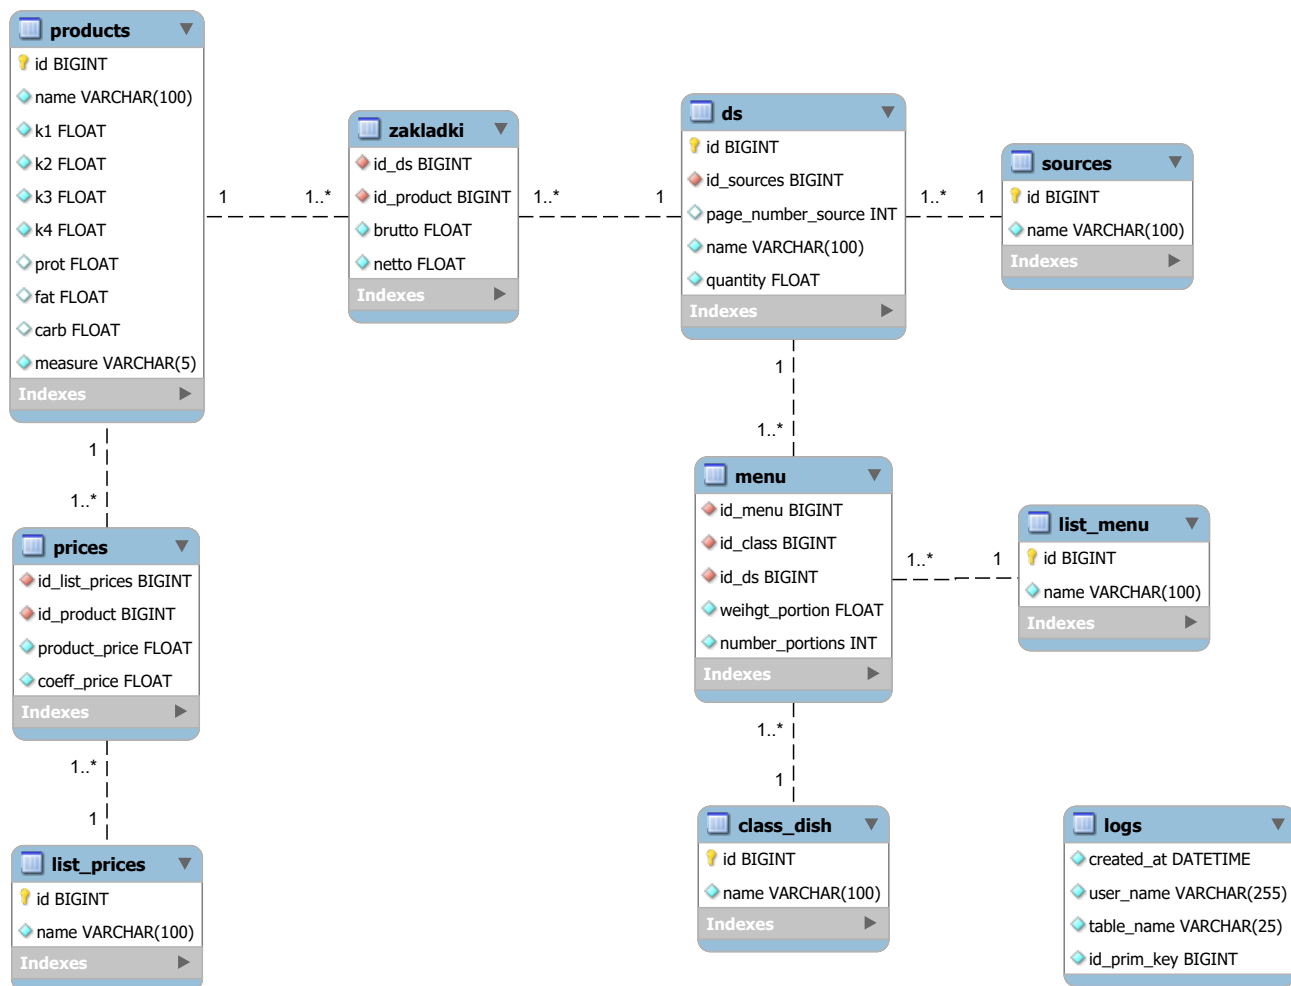 products
id BIGINT
name VARCHAR(100)
k1 FLOAT
k2 FLOAT
k3 FLOAT
k4 FLOAT
prot FLOAT
fat FLOAT
carb FLOAT
measure VARCHAR(5)
Indexes
1
1..*
zakladki
id_ds BIGINT
id_product BIGINT
brutto FLOAT
netto FLOAT
Indexes
1..*
1
ds
id BIGINT
id_sources BIGINT
page_number_source INT
name VARCHAR(100)
quantity FLOAT
Indexes
1..*
1
sources
id BIGINT
name VARCHAR(100)
Indexes
1
1..*
1
1..*
prices
id_list_prices BIGINT
id_product BIGINT
product_price FLOAT
coeff_price FLOAT
Indexes
menu
id_menu BIGINT
id_class BIGINT
id_ds BIGINT
weihgt_portion FLOAT
number_portions INT
Indexes
1..*
1
list_menu
id BIGINT
name VARCHAR(100)
Indexes
1..*
1
1..*
1
list_prices
id BIGINT
name VARCHAR(100)
Indexes
class_dish
id BIGINT
name VARCHAR(100)
Indexes
logs
created_at DATETIME
user_name VARCHAR(255)
table_name VARCHAR(25)
id_prim_key BIGINT